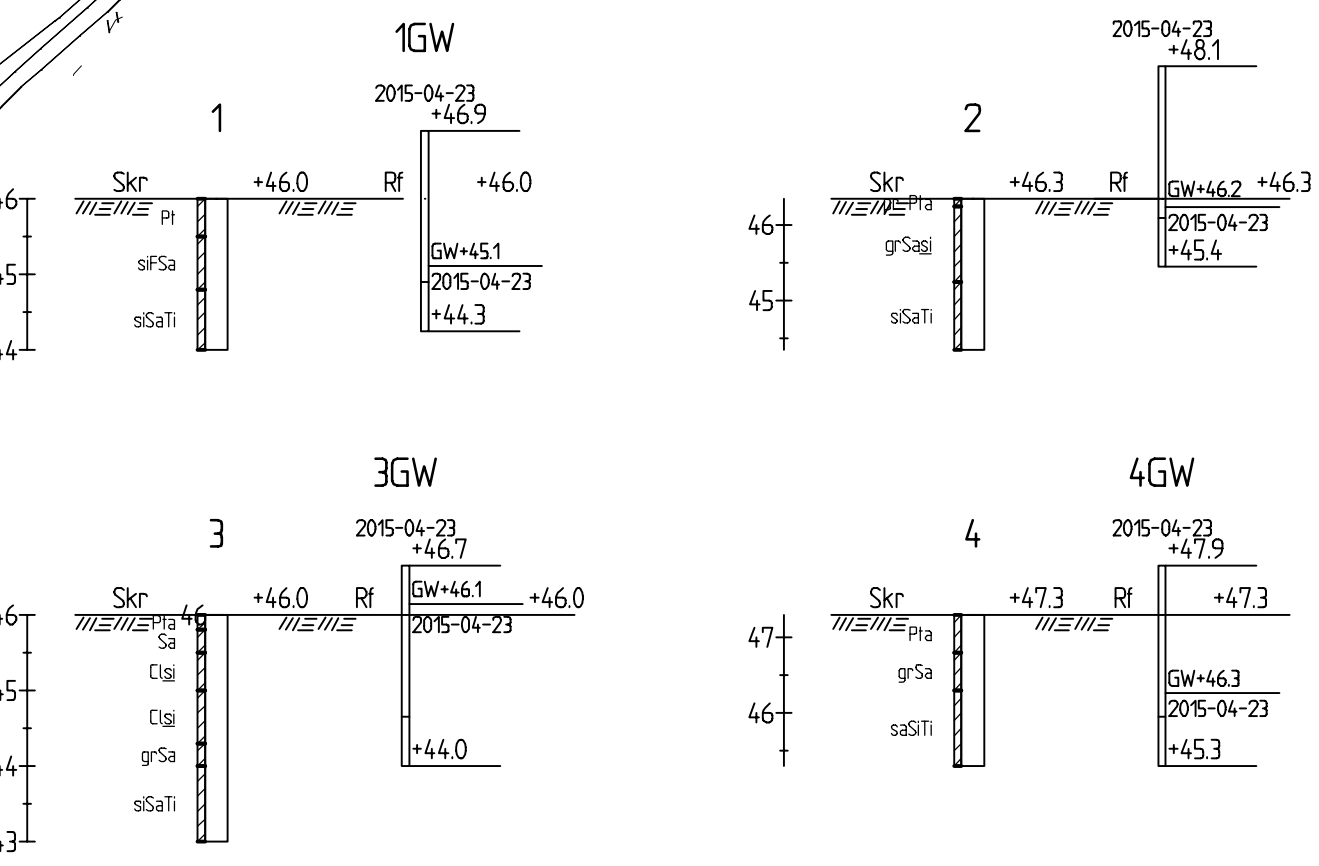 1GW
2015-04-23
+46.9
1
Skr +46.0 Rf +46.0
Pt
siFSa
siSaTi
GW+45.1
2015-04-23
+44.3
2015-04-23
+48.1
2
Skr +46.3 Rf GW+46.2 +46.3
46
grSasi
2015-04-23
+45.4
45
siSaTi
3GW
2015-04-23
+46.7
3
GW+46.1
Skr +46.0 Rf +46.0
46
Pta
2015-04-23
Sa
Clsi
Clsi
grSa
+44.0
siSaTi
4GW
2015-04-23
+47.9
4
Skr +47.3 Rf +47.3
47
Pta
grSa
GW+46.3
46
2015-04-23
saSiTi
+45.3